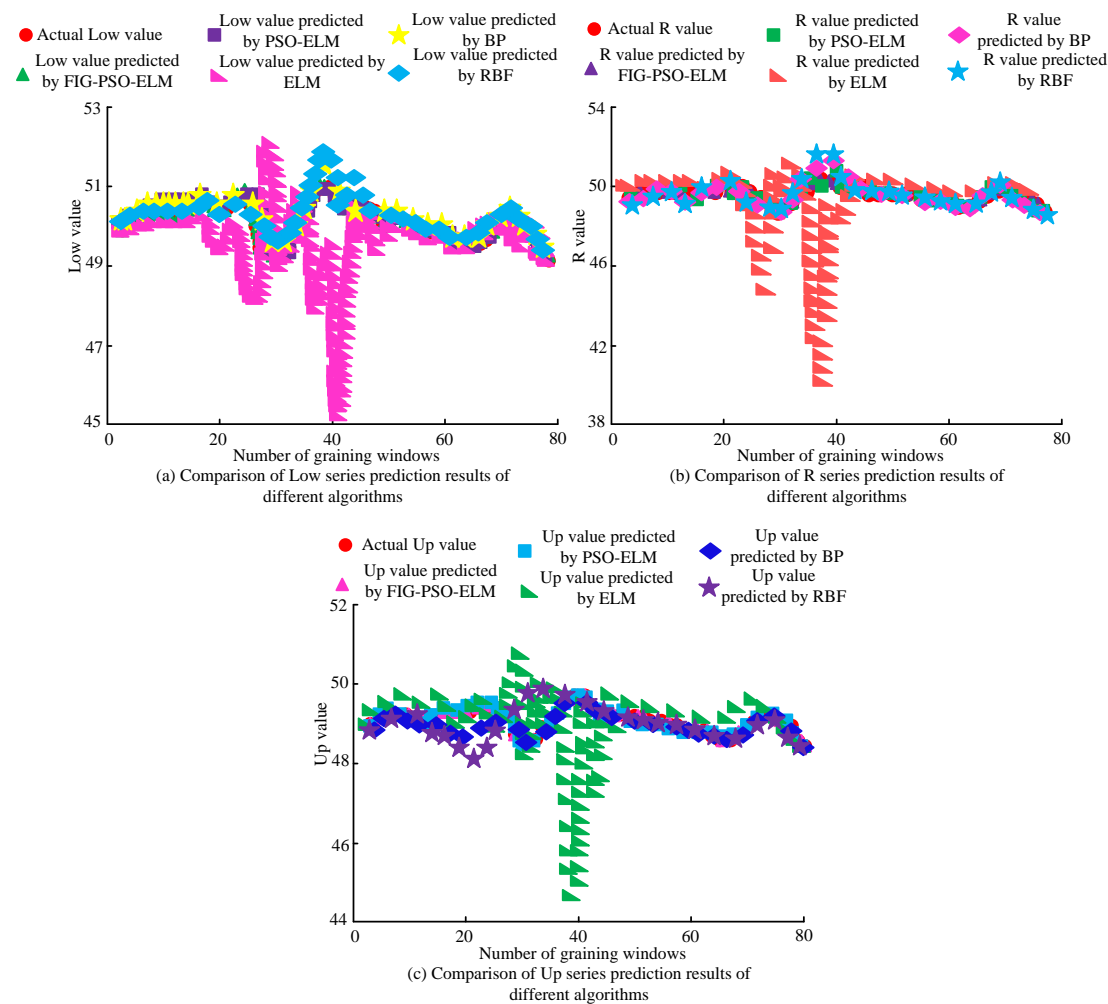 Actual Low value
Low value predicted
by PSO-ELM
Low value
predicted by BP
Low value predicted
by FIG-PSO-ELM
Low value predicted by
ELM
Low value predicted
by RBF
53
51
49
47
45
Low value
0
20
40
60
80
Number of graining windows
(a) Comparison of Low series prediction results of
different algorithms
Actual R value
R value predicted
by PSO-ELM
R value
predicted by BP
R value predicted by
FIG-PSO-ELM
R value predicted
by ELM
R value predicted
by RBF
54
50
46
42
38
R value
0
20
40
60
80
Number of graining windows
(b) Comparison of R series prediction results of
different algorithms
Actual Up value
Up value predicted
by PSO-ELM
Up value
predicted by BP
Up value predicted
by FIG-PSO-ELM
Up value predicted
by ELM
Up value
predicted by RBF
52
50
48
46
44
Up value
0
20
40
60
80
Number of graining windows
(c) Comparison of Up series prediction results of
different algorithms